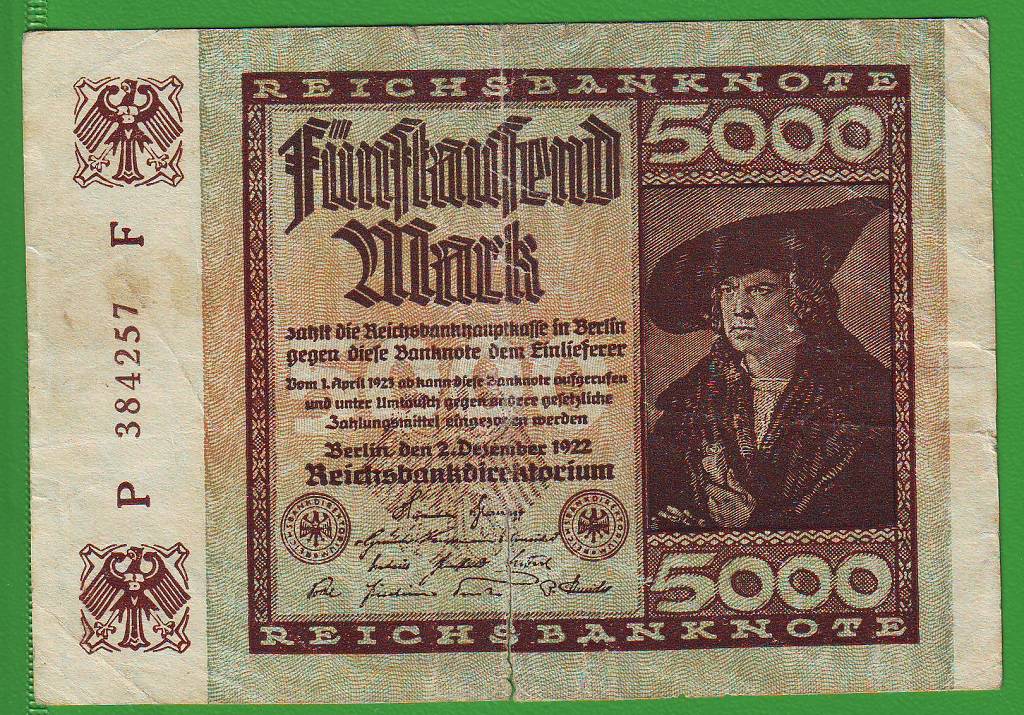 REICHSBANKNOTE
5000
Fünftausend
Mark
zahlt die Reichsbankhauptkasse in Berlin
gegen diese Banknote dem Einlieferer
Vom 1. April 1923 ab kann diese Banknote aufgerufen
und unter Umtausch gegen andere gesetzliche
Zahlungsmittel eingezogen werden
Berlin, den 2. Dezember 1922
Reichsbankdirektorium
5000
REICHSBANKNOTE
P 384257 F